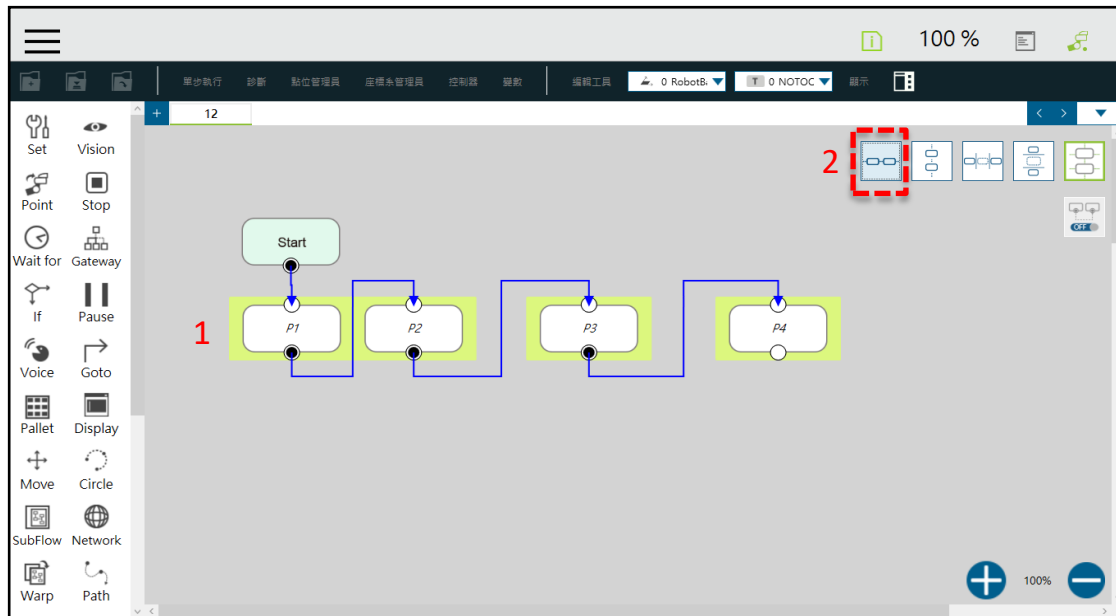 100 %
單步執行 診斷 點位管理員 座標系管理員 控制器 變數 編輯工具 0 RobotB. T 0 NOTOC 顯示
+ 12
Set Vision
Point Stop
Wait for Gateway
If Pause
Voice Goto
Pallet Display
Move Circle
SubFlow Network
Warp Path
2
OFF
Start
1
P1 P2 P3 P4
100%